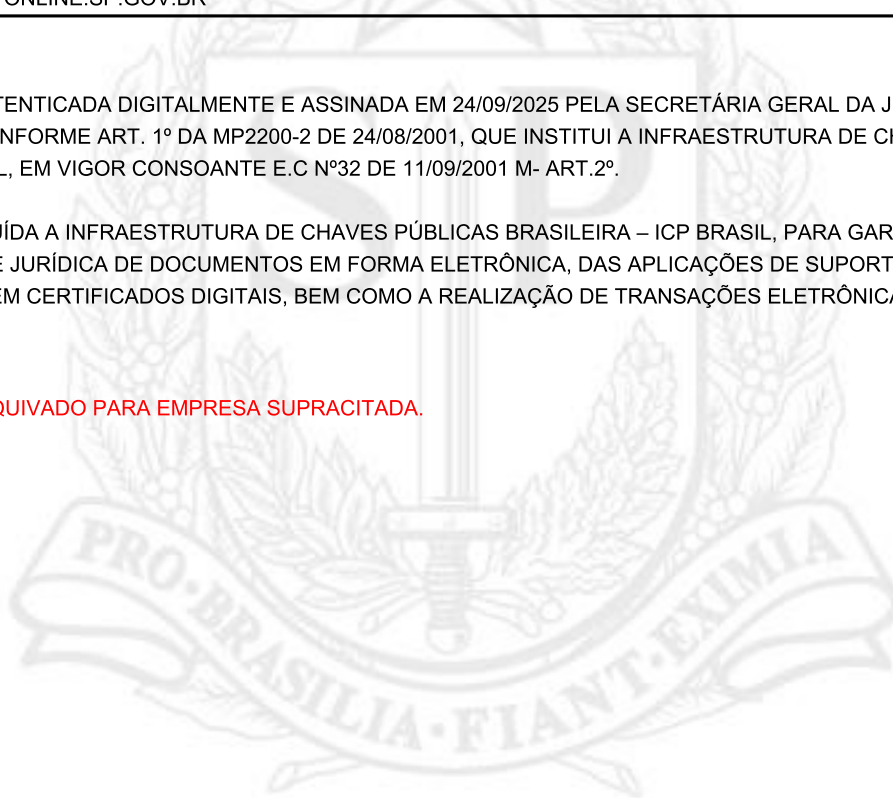 ONLINE.SP.GOV.BR
TENTICADA DIGITALMENTE E ASSINADA EM 24/09/2025 PELA SECRETÁRIA GERAL DA J
NFORME ART. 1º DA MP2200-2 DE 24/08/2001, QUE INSTITUI A INFRAESTRUTURA DE CH
L, EM VIGOR CONSOANTE E.C Nº32 DE 11/09/2001 M- ART.2º.
UÍDA A INFRAESTRUTURA DE CHAVES PÚBLICAS BRASILEIRA – ICP BRASIL, PARA GAR
E JURÍDICA DE DOCUMENTOS EM FORMA ELETRÔNICA, DAS APLICAÇÕES DE SUPORT
EM CERTIFICADOS DIGITAIS, BEM COMO A REALIZAÇÃO DE TRANSAÇÕES ELETRÔNICA
QUIVADO PARA EMPRESA SUPRACITADA.
SP
PRO·BRASILIA·FIANT·EXIMIA